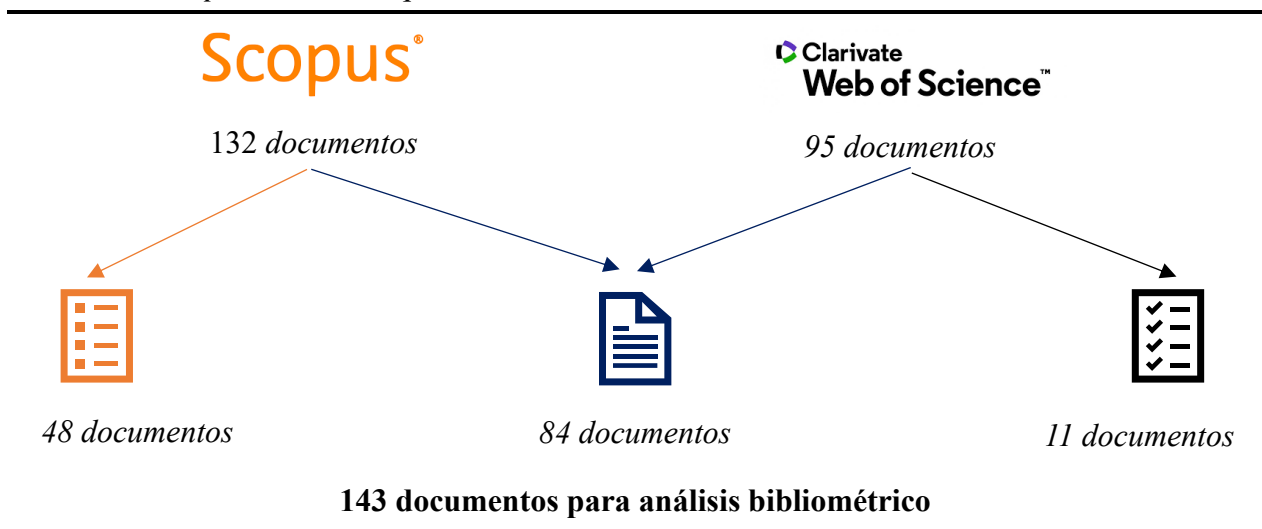 Scopus®
Clarivate
Web of Science™
132 documentos
95 documentos
48 documentos
84 documentos
11 documentos
143 documentos para análisis bibliométrico